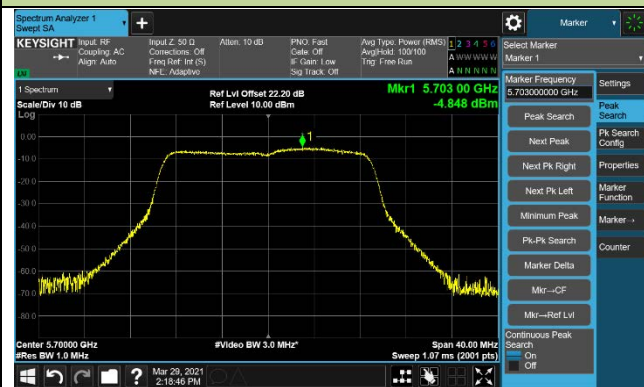 Spectrum Analyzer 1
Swept SA
+
Marker
KEYSIGHT
Input: RF
Coupling: AC
Align: Auto
Input Z: 50 Ω
Corrections: Off
Freq Ref: Int (S)
NFE: Adaptive
Atten: 10 dB
PNO: Fast
Gate: Off
IF Gain: Low
Sig Track: Off
Avg Type: Power (RMS)
Avg|Hold: 100/100
Trig: Free Run
1 2 3 4 5 6
A W W W W W
A N N N N N
Select Marker
Marker 1
1 Spectrum
Scale/Div 10 dB
Log
Ref Lvl Offset 22.20 dB
Ref Level 10.00 dBm
Mkr1 5.703 00 GHz
-4.848 dBm
1
0.00
-10.0
-20.0
-30.0
-40.0
-50.0
-60.0
-70.0
-80.0
Center 5.70000 GHz
#Res BW 1.0 MHz
#Video BW 3.0 MHz*
Span 40.00 MHz
Sweep 1.07 ms (2001 pts)
Marker Frequency
5.703000000 GHz
Peak Search
Next Peak
Next Pk Right
Next Pk Left
Minimum Peak
Pk-Pk Search
Marker Delta
Mkr→CF
Mkr→Ref Lvl
Continuous Peak
Search
On
Off
Settings
Peak
Search
Pk Search
Config
Properties
Marker
Function
Marker→
Counter
?
Mar 29, 2021
2:18:46 PM